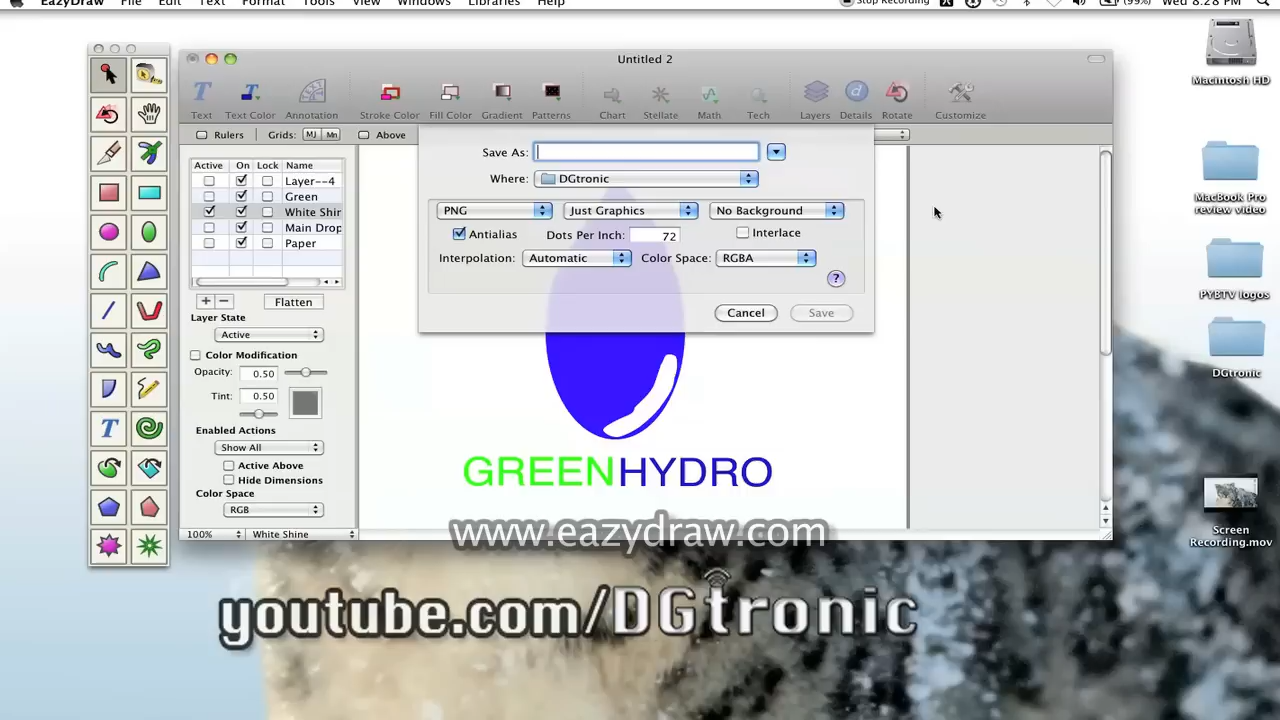 EazyDraw File Edit Text Format Tools View Windows Libraries Help Stop Recording (99%) Wed 8:28 PM
Untitled 2
Text Text Color Annotation Stroke Color Fill Color Gradient Patterns Chart Stellate Math Tech Layers Details Rotate Customize
Rulers Grids: MJ Mn Above
Save As:
Where: DGtronic
PNG Just Graphics No Background
Antialias Dots Per Inch: 72 Interlace
Interpolation: Automatic Color Space: RGBA
?
Cancel Save
Active On Lock Name
Layer--4
Green
White Shin
Main Drop
Paper
+ − Flatten
Layer State
Active
Color Modification
Opacity: 0.50
Tint: 0.50
Enabled Actions
Show All
Active Above
Hide Dimensions
Color Space
RGB
100% White Shine
GREENHYDRO
www.eazydraw.com
youtube.com/DGtronic
Macintosh HD
MacBook Pro
review video
PYBTV logos
DGtronic
Screen
Recording.mov